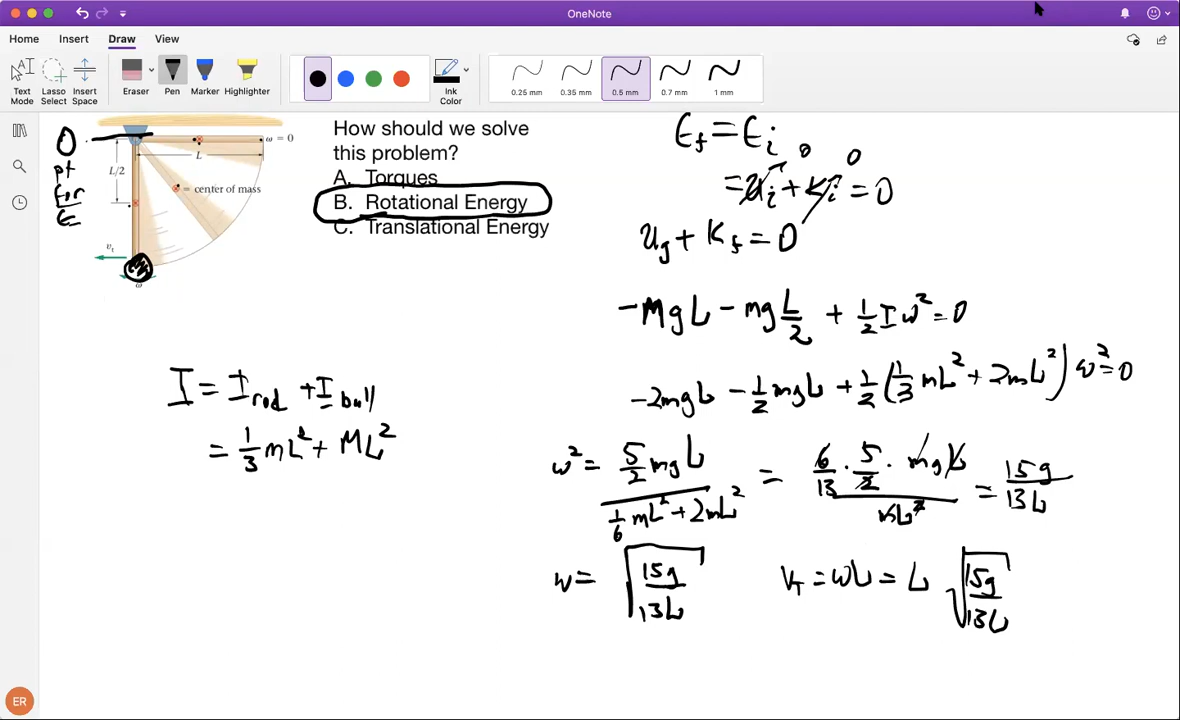 OneNote
Home Insert Draw View
Text Mode
Lasso Select
Insert Space
Eraser
Pen
Marker
Highlighter
Ink Color
0.25 mm
0.35 mm
0.5 mm
0.7 mm
1 mm
0
pt
for
E
ω = 0
L
L/2
= center of mass
v_t
ω
How should we solve
this problem?
A. Torques
B. Rotational Energy
C. Translational Energy
E_f = E_i
= U_i + K_i = 0
0 0
U_f + K_f = 0
-MgL - mg L/2 + 1/2 I ω² = 0
-2mgL - 1/2 mgL + 1/2 (1/3 mL² + 2mL²) ω² = 0
I = I_rod + I_ball
= 1/3 mL² + ML²
ω² = 5/2 mgL / (1/6 mL² + 2mL²) = 6/13 · 5/2 · mgL / mL² = 15g / 13L
ω = √(15g / 13L)
v_T = ωL = L √(15g / 13L)
ER